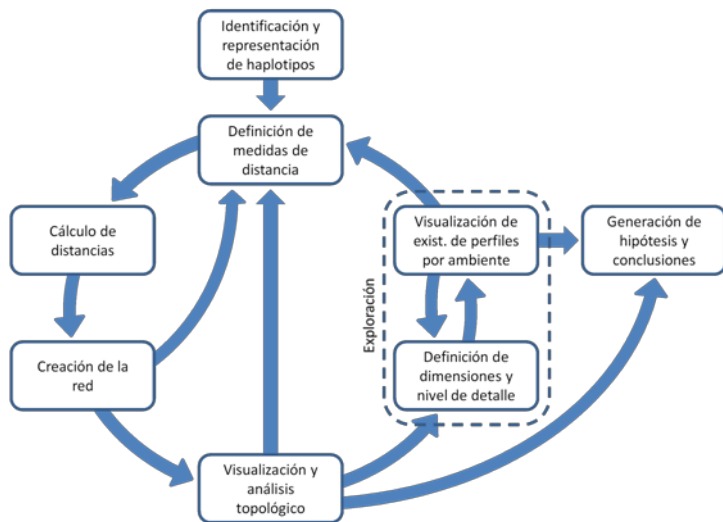 Identificación y
representación
de haplotipos
Definición de
medidas de
distancia
Cálculo de
distancias
Visualización de
exist. de perfiles
por ambiente
Generación de
hipótesis y
conclusiones
Exploración
Creación de la
red
Definición de
dimensiones y
nivel de detalle
Visualización y
análisis
topológico